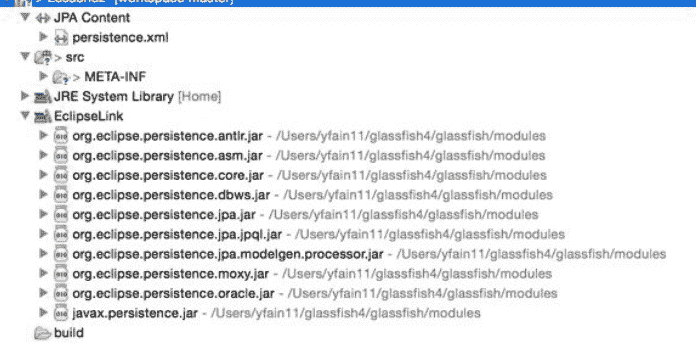 JPA Content
persistence.xml
> src
> META-INF
JRE System Library [Home]
EclipseLink
org.eclipse.persistence.antlr.jar - /Users/yfain11/glassfish4/glassfish/modules
org.eclipse.persistence.asm.jar - /Users/yfain11/glassfish4/glassfish/modules
org.eclipse.persistence.core.jar - /Users/yfain11/glassfish4/glassfish/modules
org.eclipse.persistence.dbws.jar - /Users/yfain11/glassfish4/glassfish/modules
org.eclipse.persistence.jpa.jar - /Users/yfain11/glassfish4/glassfish/modules
org.eclipse.persistence.jpa.jpql.jar - /Users/yfain11/glassfish4/glassfish/modules
org.eclipse.persistence.jpa.modelgen.processor.jar - /Users/yfain11/glassfish4/glassfish/modules
org.eclipse.persistence.moxy.jar - /Users/yfain11/glassfish4/glassfish/modules
org.eclipse.persistence.oracle.jar - /Users/yfain11/glassfish4/glassfish/modules
javax.persistence.jar - /Users/yfain11/glassfish4/glassfish/modules
build